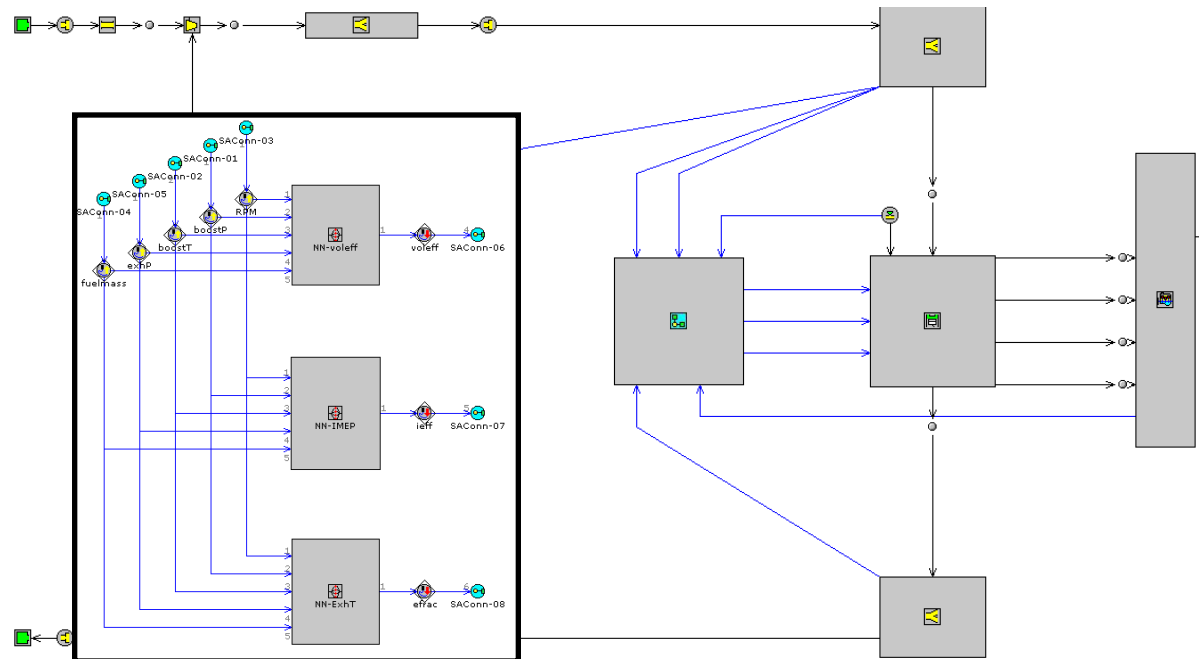 SAConn-03
SAConn-01
SAConn-02
SAConn-05
SAConn-04
RPM
boostP
boostT
exhP
fuelmass
1
2
3
4
5
NN-voleff
1
voleff
4
SAConn-06
1
2
3
4
5
NN-IMEP
1
ieff
5
SAConn-07
1
2
3
4
5
NN-ExhT
1
efrac
6
SAConn-08